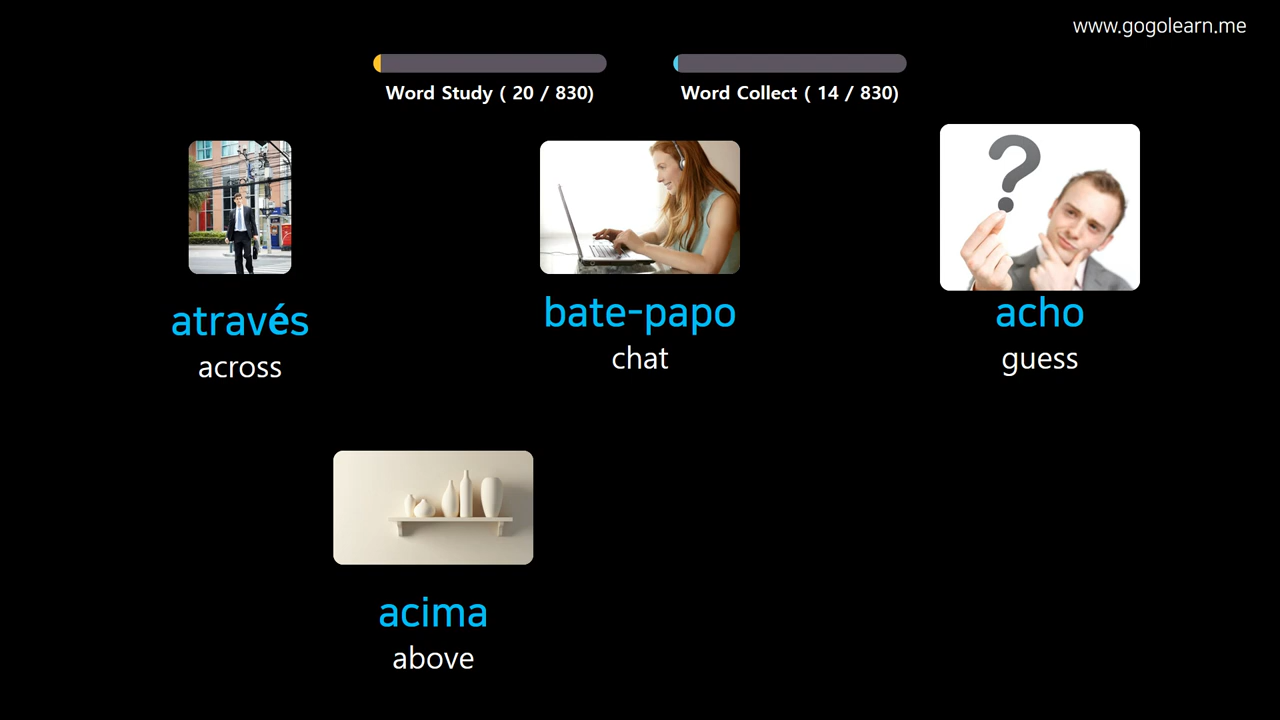 www.gogolearn.me
Word Study ( 20 / 830)
Word Collect ( 14 / 830)
através
across
bate-papo
chat
acho
guess
acima
above